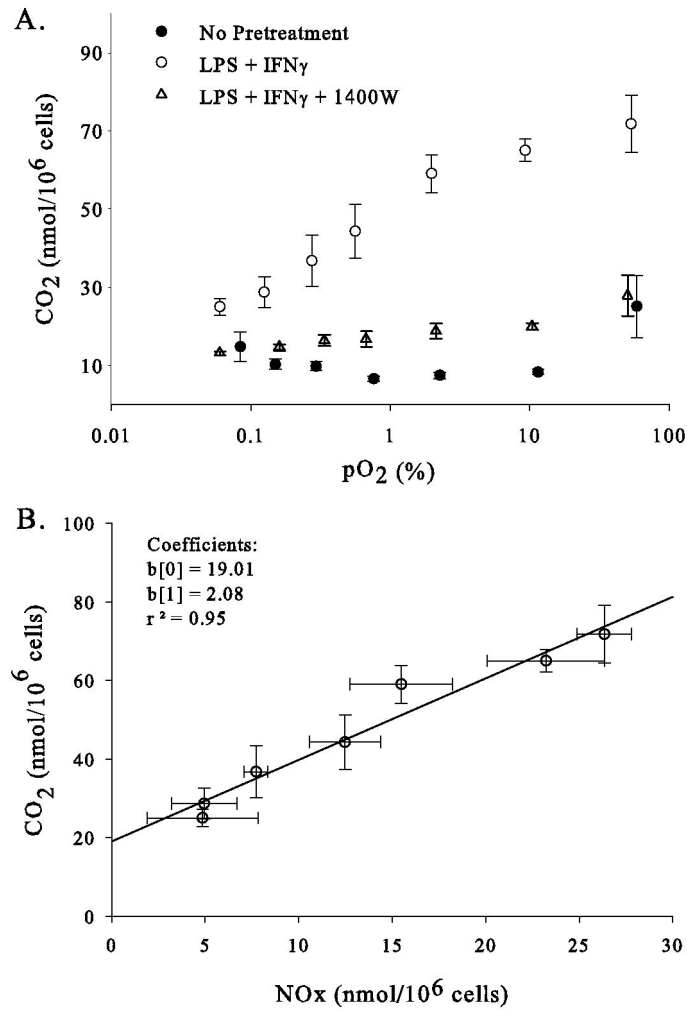 A.
● No Pretreatment
○ LPS + IFNγ
△ LPS + IFNγ + 1400W
CO₂ (nmol/10⁶ cells)
90
70
50
30
10
0.01 0.1 1 10 100
pO₂ (%)
B.
Coefficients:
b[0] = 19.01
b[1] = 2.08
r ² = 0.95
CO₂ (nmol/10⁶ cells)
100
80
60
40
20
0
0 5 10 15 20 25 30
NOx (nmol/10⁶ cells)